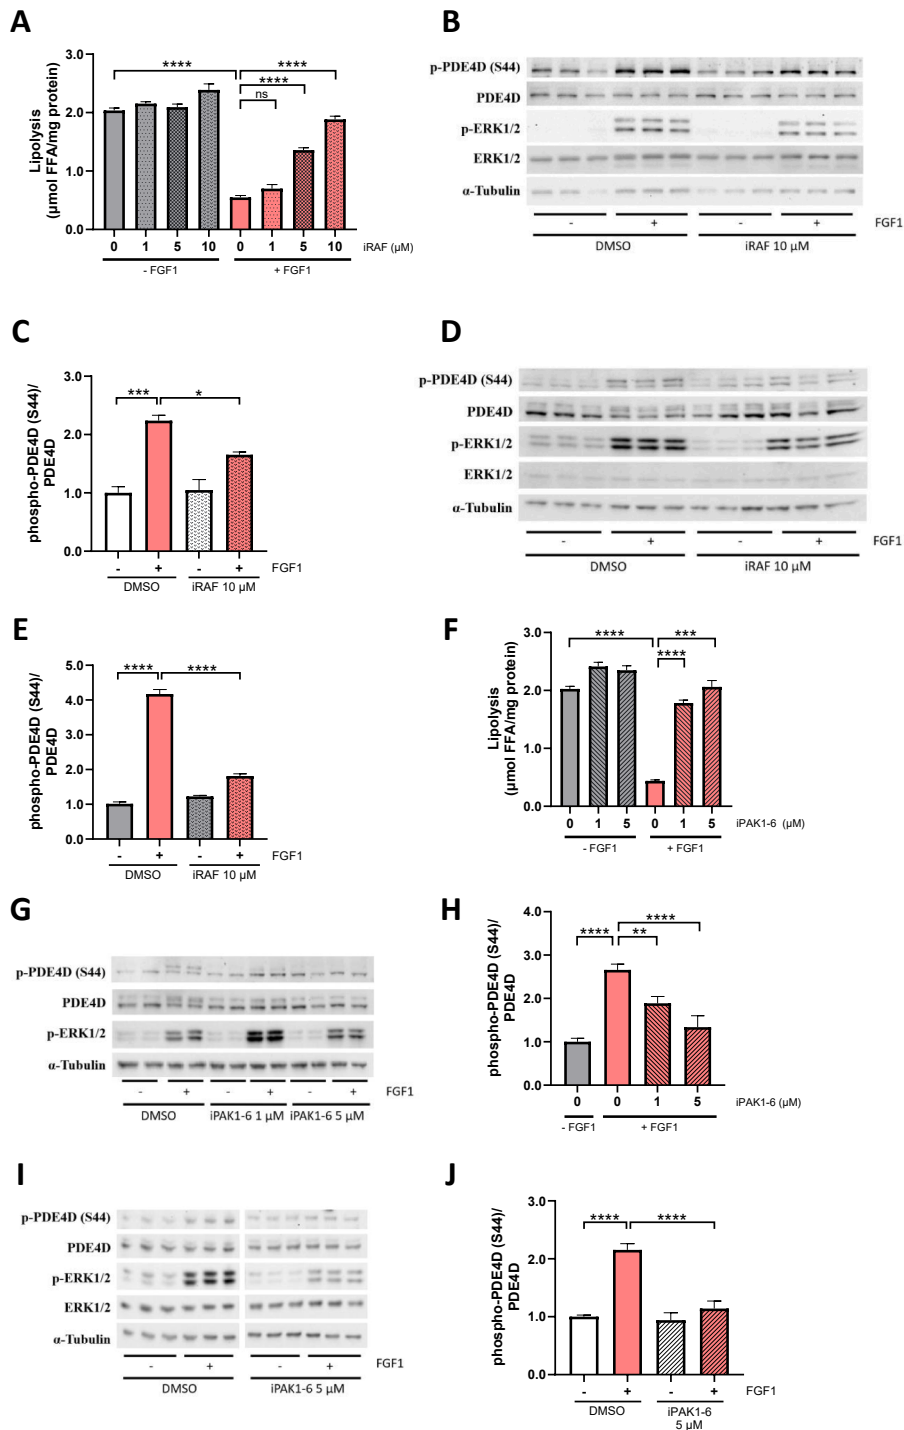 A
Lipolysis
(µmol FFA/mg protein)
3.0
2.0
1.0
0.0
****
****
****
ns
0 1 5 10 0 1 5 10 iRAF (µM)
- FGF1 + FGF1
B
p-PDE4D (S44)
PDE4D
p-ERK1/2
ERK1/2
α-Tubulin
- + - + FGF1
DMSO iRAF 10 µM
C
phospho-PDE4D (S44)/
PDE4D
3.0
2.0
1.0
0.0
*** *
- + - + FGF1
DMSO iRAF 10 µM
D
p-PDE4D (S44)
PDE4D
p-ERK1/2
ERK1/2
α-Tubulin
- + - + FGF1
DMSO iRAF 10 µM
E
phospho-PDE4D (S44)/
PDE4D
5.0
4.0
3.0
2.0
1.0
0.0
**** ****
- + - + FGF1
DMSO iRAF 10 µM
F
Lipolysis
(µmol FFA/mg protein)
3.0
2.0
1.0
0.0
**** ***
****
0 1 5 0 1 5 iPAK1-6 (µM)
- FGF1 + FGF1
G
p-PDE4D (S44)
PDE4D
p-ERK1/2
α-Tubulin
- + - + - + FGF1
DMSO iPAK1-6 1 µM iPAK1-6 5 µM
H
phospho-PDE4D (S44)/
PDE4D
4.0
3.0
2.0
1.0
0.0
****
**** **
0 0 1 5 iPAK1-6 (µM)
- FGF1 + FGF1
I
p-PDE4D (S44)
PDE4D
p-ERK1/2
ERK1/2
α-Tubulin
- + - + FGF1
DMSO iPAK1-6 5 µM
J
phospho-PDE4D (S44)/
PDE4D
3.0
2.0
1.0
0.0
**** ****
- + - + FGF1
DMSO iPAK1-6
5 µM